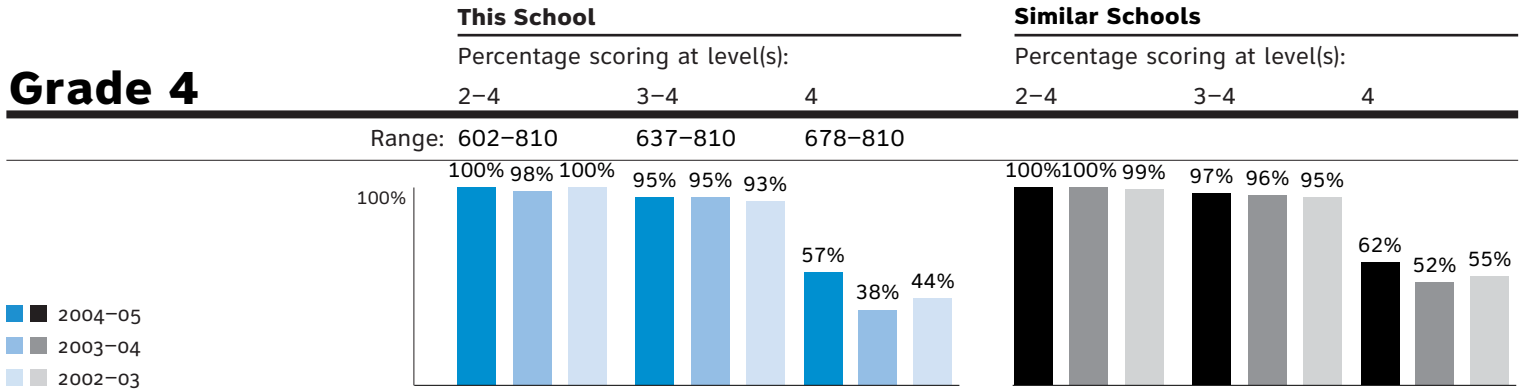 This School
Similar Schools
Percentage scoring at level(s):
Percentage scoring at level(s):
Grade 4
2–4 3–4 4
2–4 3–4 4
Range: 602–810 637–810 678–810
100% 98% 100% 95% 95% 93% 57% 38% 44%
100% 100% 99% 97% 96% 95% 62% 52% 55%
100%
2004–05
2003–04
2002–03